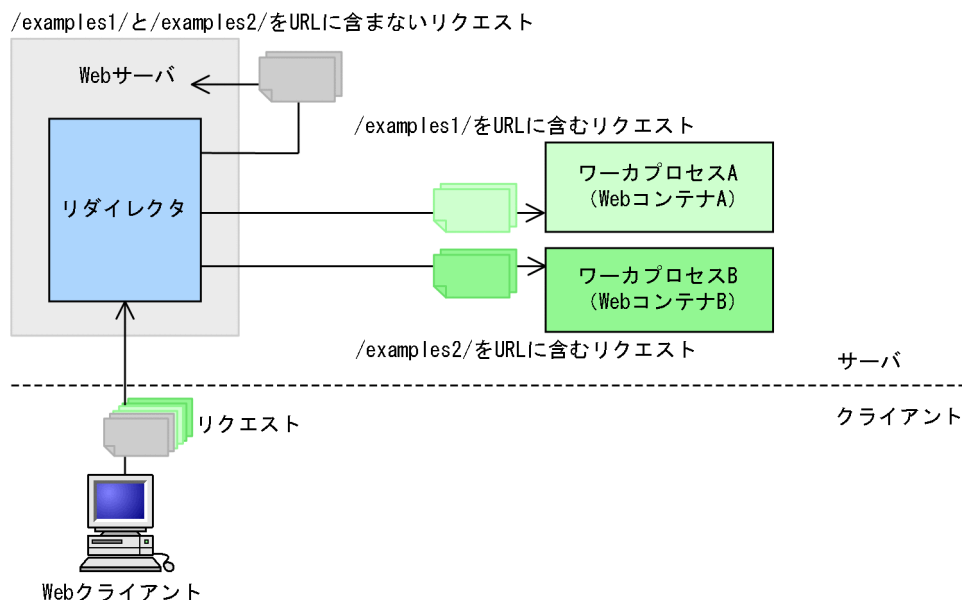 /examples1/と/examples2/をURLに含まないリクエスト
Webサーバ
/examples1/をURLに含むリクエスト
ワーカプロセスA
(WebコンテナA)
リダイレクタ
ワーカプロセスB
(WebコンテナB)
/examples2/をURLに含むリクエスト
サーバ
クライアント
リクエスト
Webクライアント